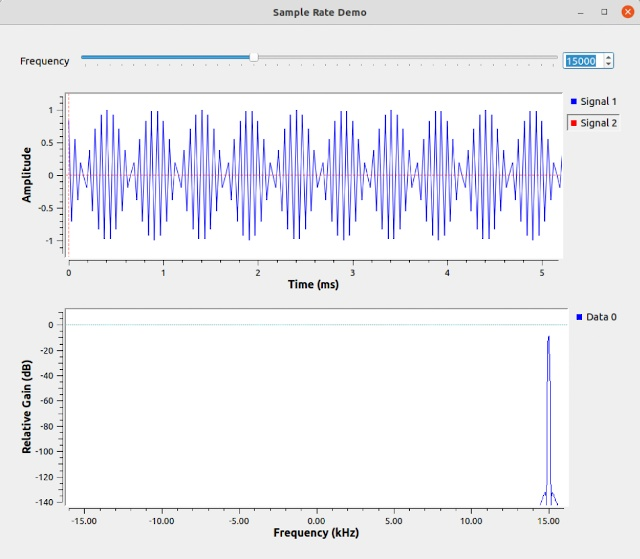 Sample Rate Demo
Frequency
15000
1
0.5
0
-0.5
-1
Amplitude
Signal 1
Signal 2
0 1 2 3 4 5
Time (ms)
0
-20
-40
-60
-80
-100
-120
-140
Relative Gain (dB)
Data 0
-15.00 -10.00 -5.00 0.00 5.00 10.00 15.00
Frequency (kHz)